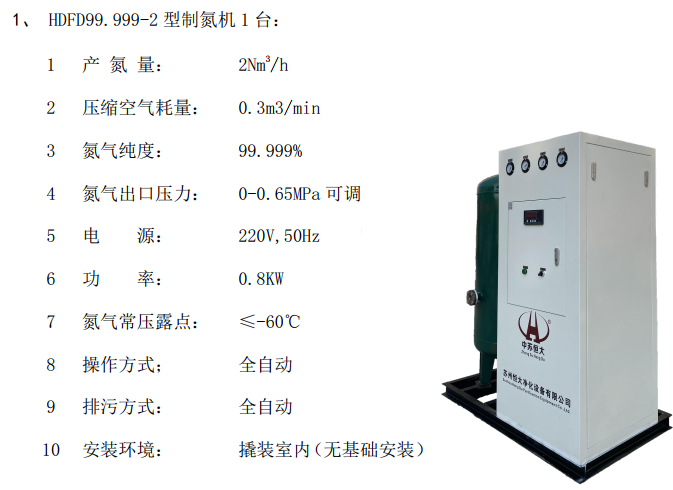 1、 HDFD99.999-2 型制氮机 1 台：
1 产 氮 量： 2Nm³/h
2 压缩空气耗量： 0.3m3/min
3 氮气纯度： 99.999%
4 氮气出口压力： 0-0.65MPa 可调
5 电 源： 220V,50Hz
6 功 率； 0.8KW
7 氮气常压露点： ≤-60℃
8 操作方式； 全自动
9 排污方式： 全自动
10 安装环境： 撬装室内（无基础安装）
中苏恒大
苏州恒大净化设备有限公司